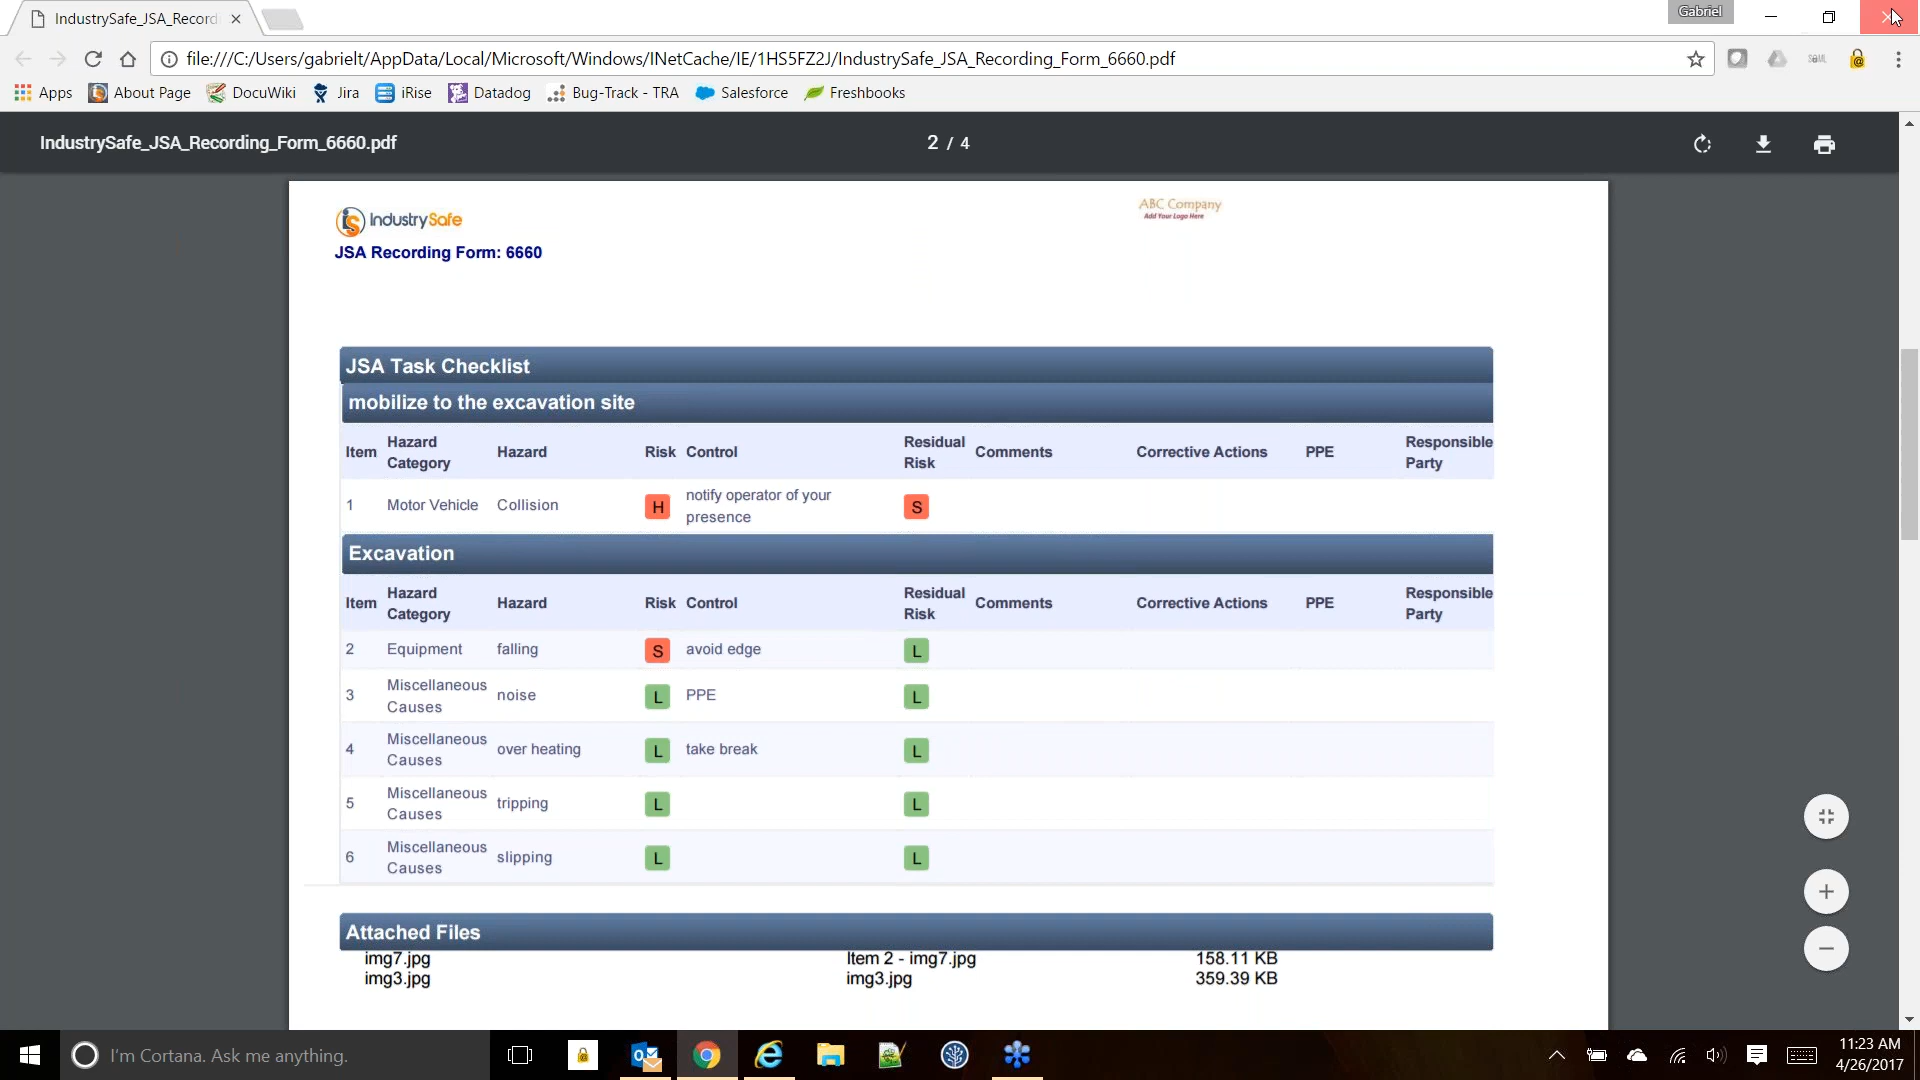 IndustrySafe_JSA_Record
Gabriel
file:///C:/Users/gabrielt/AppData/Local/Microsoft/Windows/INetCache/IE/1HS5FZ2J/IndustrySafe_JSA_Recording_Form_6660.pdf
Apps About Page DocuWiki Jira iRise Datadog Bug-Track - TRA Salesforce Freshbooks
IndustrySafe_JSA_Recording_Form_6660.pdf 2 / 4
IndustrySafe
ABC Company
Add Your Logo Here
JSA Recording Form: 6660
JSA Task Checklist
mobilize to the excavation site
Item Hazard Category Hazard Risk Control Residual Risk Comments Corrective Actions PPE Responsible Party
1 Motor Vehicle Collision H notify operator of your presence S
Excavation
Item Hazard Category Hazard Risk Control Residual Risk Comments Corrective Actions PPE Responsible Party
2 Equipment falling S avoid edge L
3 Miscellaneous Causes noise L PPE L
4 Miscellaneous Causes over heating L take break L
5 Miscellaneous Causes tripping L L
6 Miscellaneous Causes slipping L L
Attached Files
img7.jpg Item 2 - img7.jpg 158.11 KB
img3.jpg img3.jpg 359.39 KB
I'm Cortana. Ask me anything.
11:23 AM
4/26/2017